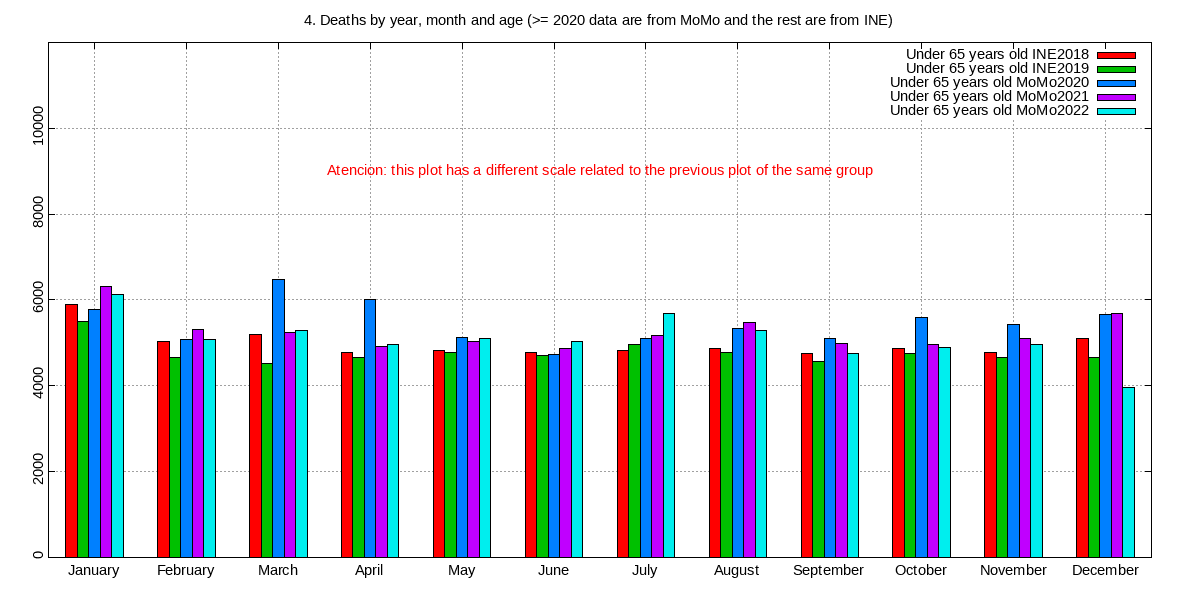 4. Deaths by year, month and age (>= 2020 data are from MoMo and the rest are from INE)
Under 65 years old INE2018
Under 65 years old INE2019
Under 65 years old MoMo2020
Under 65 years old MoMo2021
Under 65 years old MoMo2022
Atencion: this plot has a different scale related to the previous plot of the same group
10000
8000
6000
4000
2000
0
January February March April May June July August September October November December